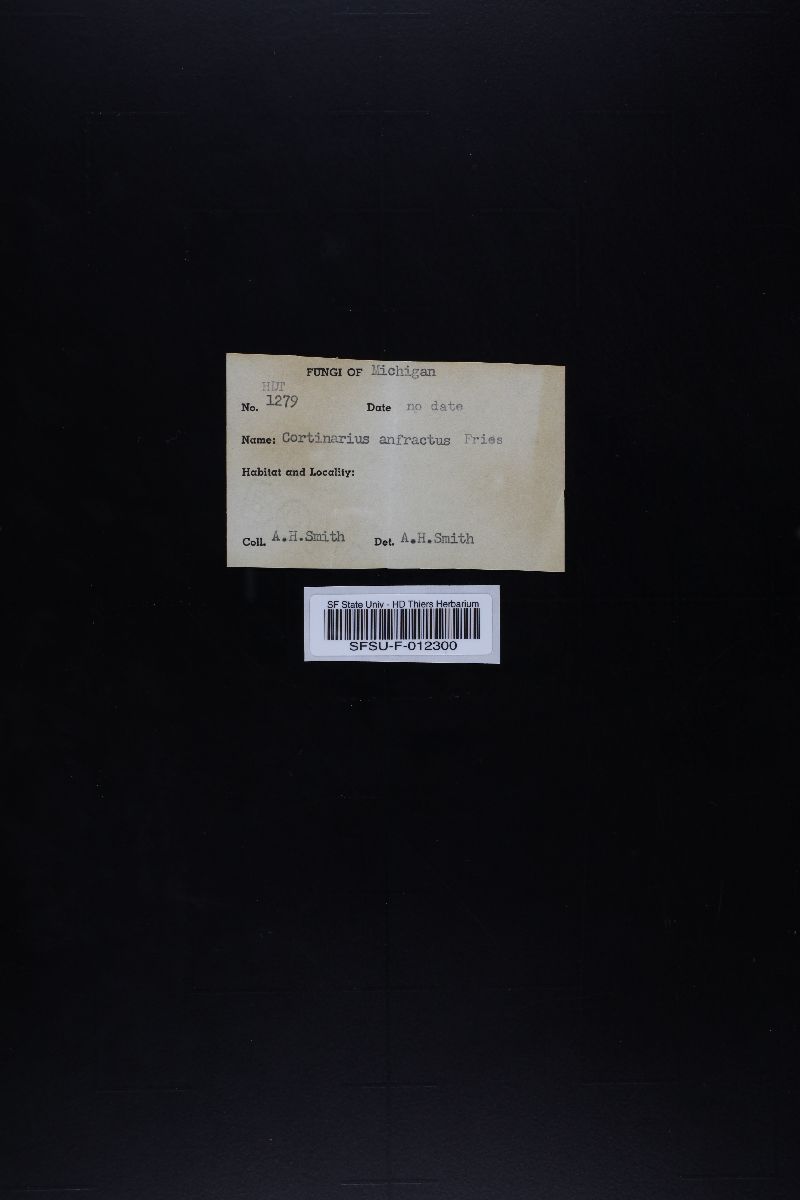 FUNGI OF Michigan
HDT
No. 1279 Date no date
Name: Cortinarius anfractus Fries
Habitat and Locality:
Coll. A.H.Smith Det. A.H.Smith
SF State Univ - HD Thiers Herbarium
SFSU-F-012300